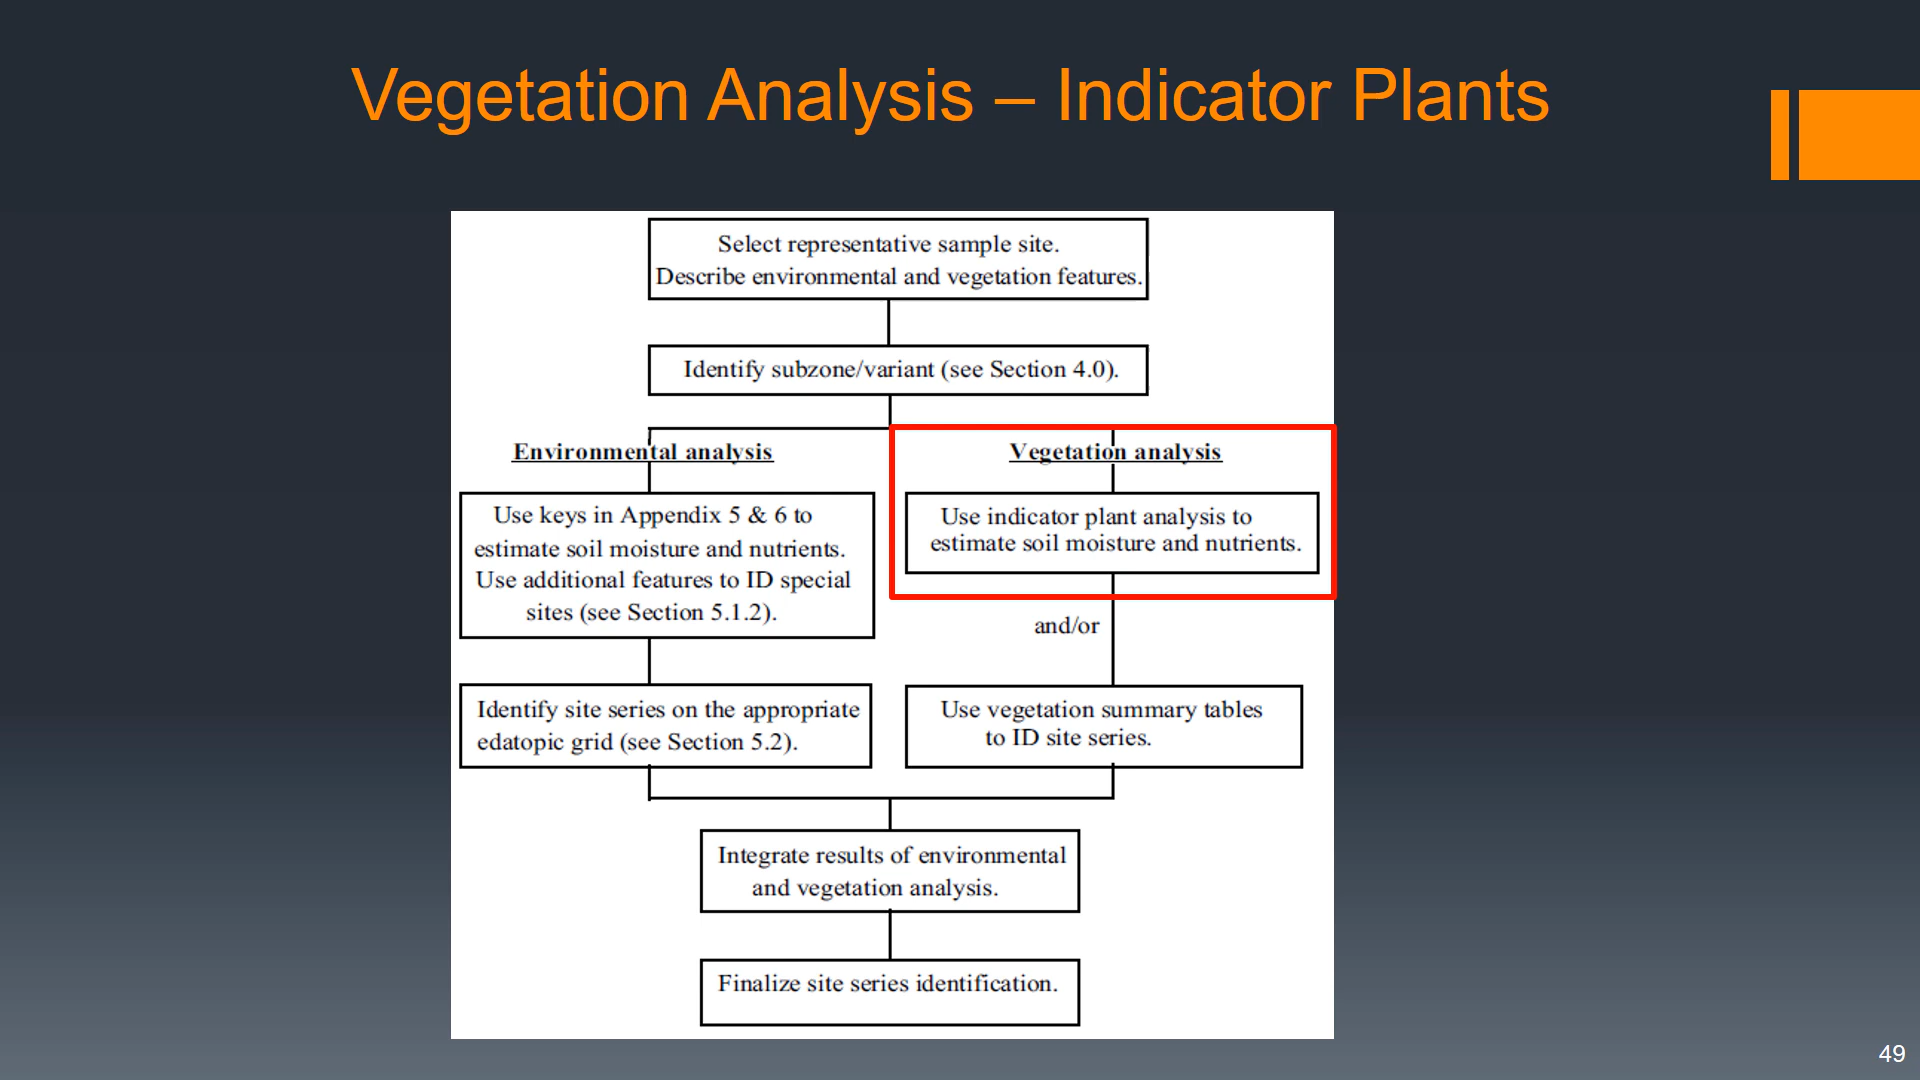 Vegetation Analysis – Indicator Plants
Select representative sample site.
Describe environmental and vegetation features.
Identify subzone/variant (see Section 4.0).
Environmental analysis
Use keys in Appendix 5 & 6 to
estimate soil moisture and nutrients.
Use additional features to ID special
sites (see Section 5.1.2).
Identify site series on the appropriate
edatopic grid (see Section 5.2).
Vegetation analysis
Use indicator plant analysis to
estimate soil moisture and nutrients.
and/or
Use vegetation summary tables
to ID site series.
Integrate results of environmental
and vegetation analysis.
Finalize site series identification.
49